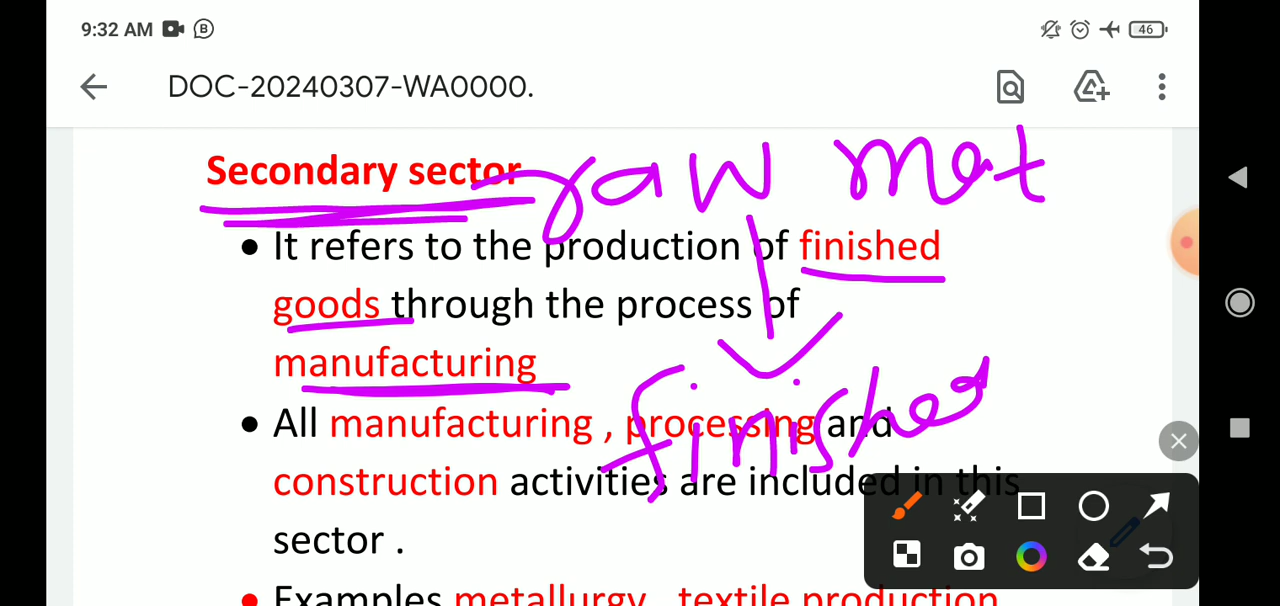 9:32 AM
46
DOC-20240307-WA0000.
Secondary sector raw mat
• It refers to the production of finished
goods through the process of
manufacturing
finished
• All manufacturing , processing and
construction activities are included in this
sector .
• Examples metallurgy , textile production